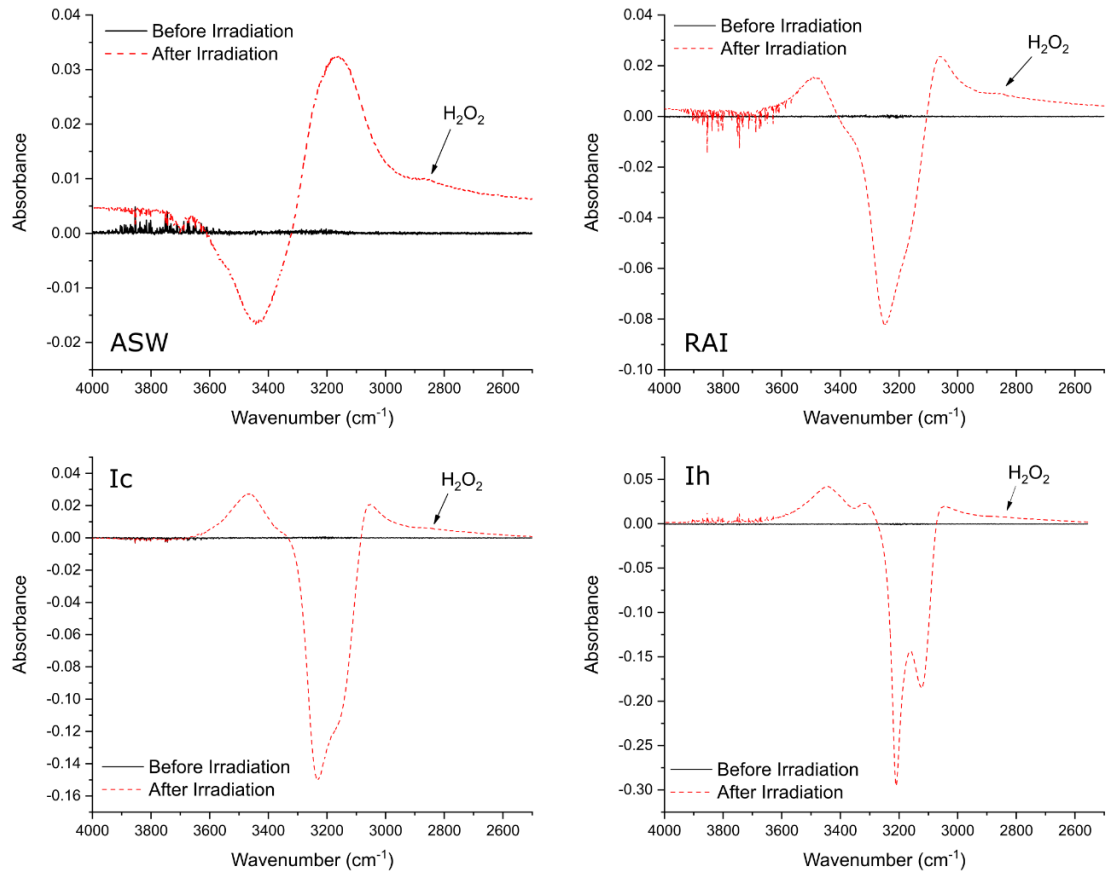 Before Irradiation
After Irradiation
H₂O₂
ASW
Absorbance
0.04
0.03
0.02
0.01
0.00
-0.01
-0.02
4000 3800 3600 3400 3200 3000 2800 2600
Wavenumber (cm⁻¹)
Before Irradiation
After Irradiation
H₂O₂
RAI
Absorbance
0.04
0.02
0.00
-0.02
-0.04
-0.06
-0.08
-0.10
4000 3800 3600 3400 3200 3000 2800 2600
Wavenumber (cm⁻¹)
Ic
H₂O₂
Before Irradiation
After Irradiation
Absorbance
0.04
0.02
0.00
-0.02
-0.04
-0.06
-0.08
-0.10
-0.12
-0.14
-0.16
4000 3800 3600 3400 3200 3000 2800 2600
Wavenumber (cm⁻¹)
Ih
H₂O₂
Before Irradiation
After Irradiation
Absorbance
0.05
0.00
-0.05
-0.10
-0.15
-0.20
-0.25
-0.30
4000 3800 3600 3400 3200 3000 2800 2600
Wavenumber (cm⁻¹)